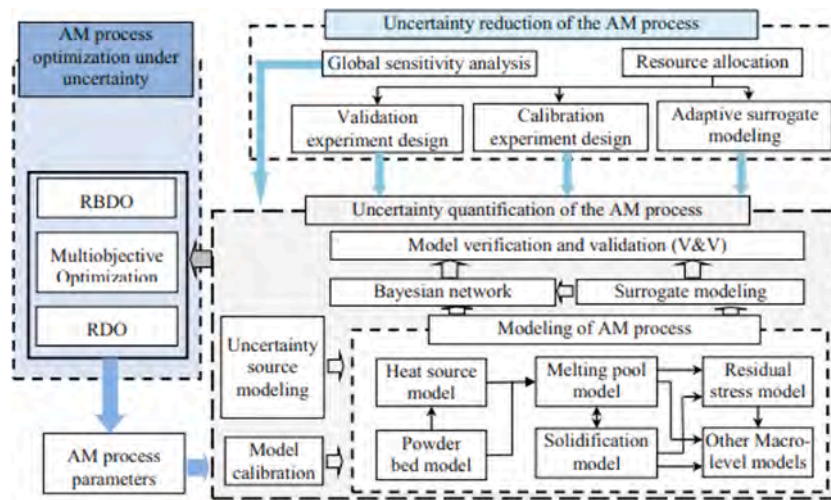 AM process
optimization under
uncertainty
RBDO
Multiobjective
Optimization
RDO
AM process
parameters
Uncertainty reduction of the AM process
Global sensitivity analysis
Resource allocation
Validation
experiment design
Calibration
experiment design
Adaptive surrogate
modeling
Uncertainty quantification of the AM process
Model verification and validation (V&V)
Bayesian network
Surrogate modeling
Modeling of AM process
Uncertainty
source
modeling
Model
calibration
Heat source
model
Powder
bed model
Melting pool
model
Solidification
model
Residual
stress model
Other Macro-
level models